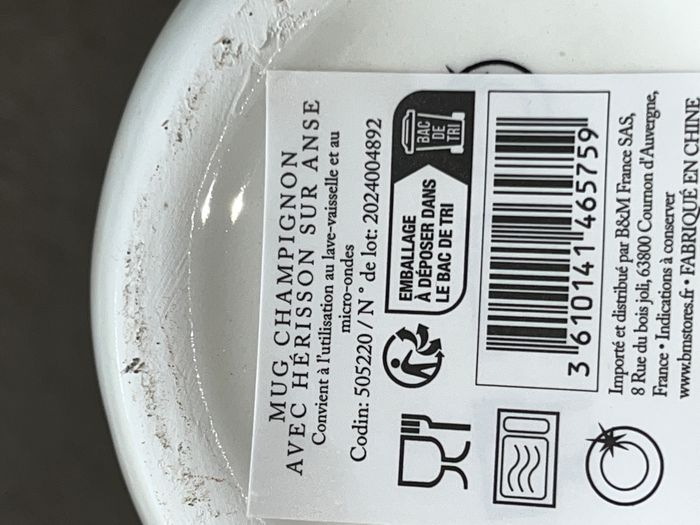 MUG CHAMPIGNON
AVEC HÉRISSON SUR ANSE
Convient à l'utilisation au lave-vaisselle et au
micro-ondes
Codin: 505220 / N° de lot: 2024004892
EMBALLAGE
À DÉPOSER DANS
LE BAC DE TRI
BAC
DE
TRI
3 610141 465759
Importé et distribué par B&M France SAS,
8 Rue du bois joli, 63800 Cournon d'Auvergne,
France • Indications à conserver
www.bmstores.fr • FABRIQUÉ EN CHINE